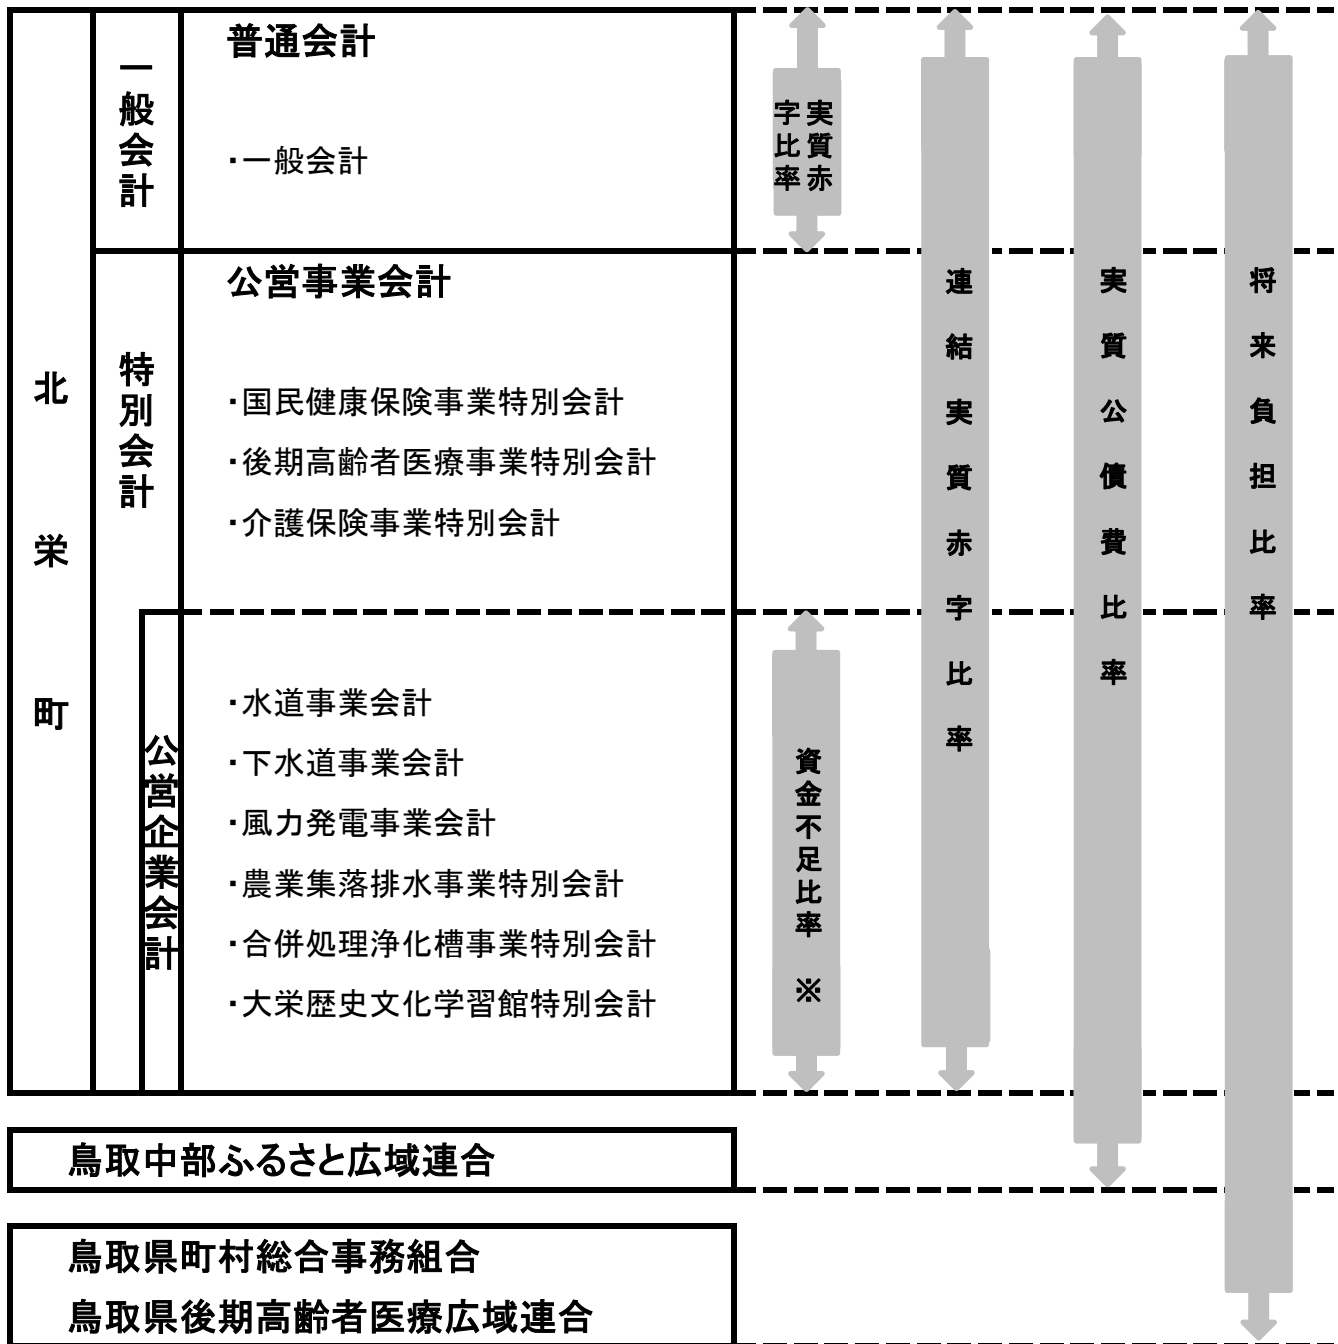 北栄町
一般会計
普通会計
・一般会計
特別会計
公営事業会計
・国民健康保険事業特別会計
・後期高齢者医療事業特別会計
・介護保険事業特別会計
公営企業会計
・水道事業会計
・下水道事業会計
・風力発電事業会計
・農業集落排水事業特別会計
・合併処理浄化槽事業特別会計
・大栄歴史文化学習館特別会計
実質赤
字比率
資金不足比率 ※
連結実質赤字比率
実質公債費比率
将来負担比率
鳥取中部ふるさと広域連合
鳥取県町村総合事務組合
鳥取県後期高齢者医療広域連合